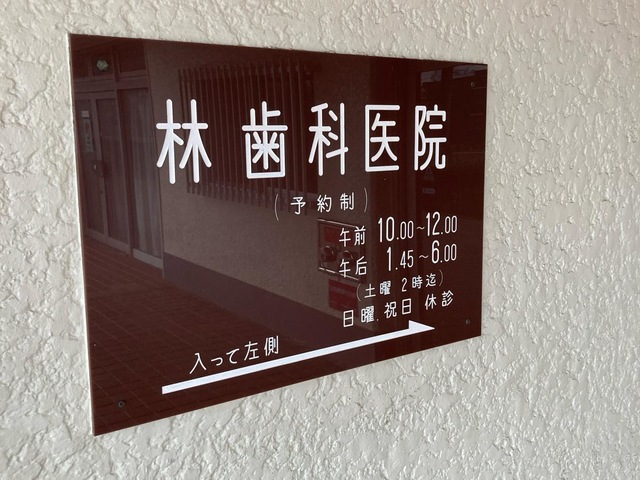 林歯科医院
(予約制)
午前 10.00~12.00
午后 1.45~6.00
(土曜 2時迄)
日曜.祝日 休診
入って左側